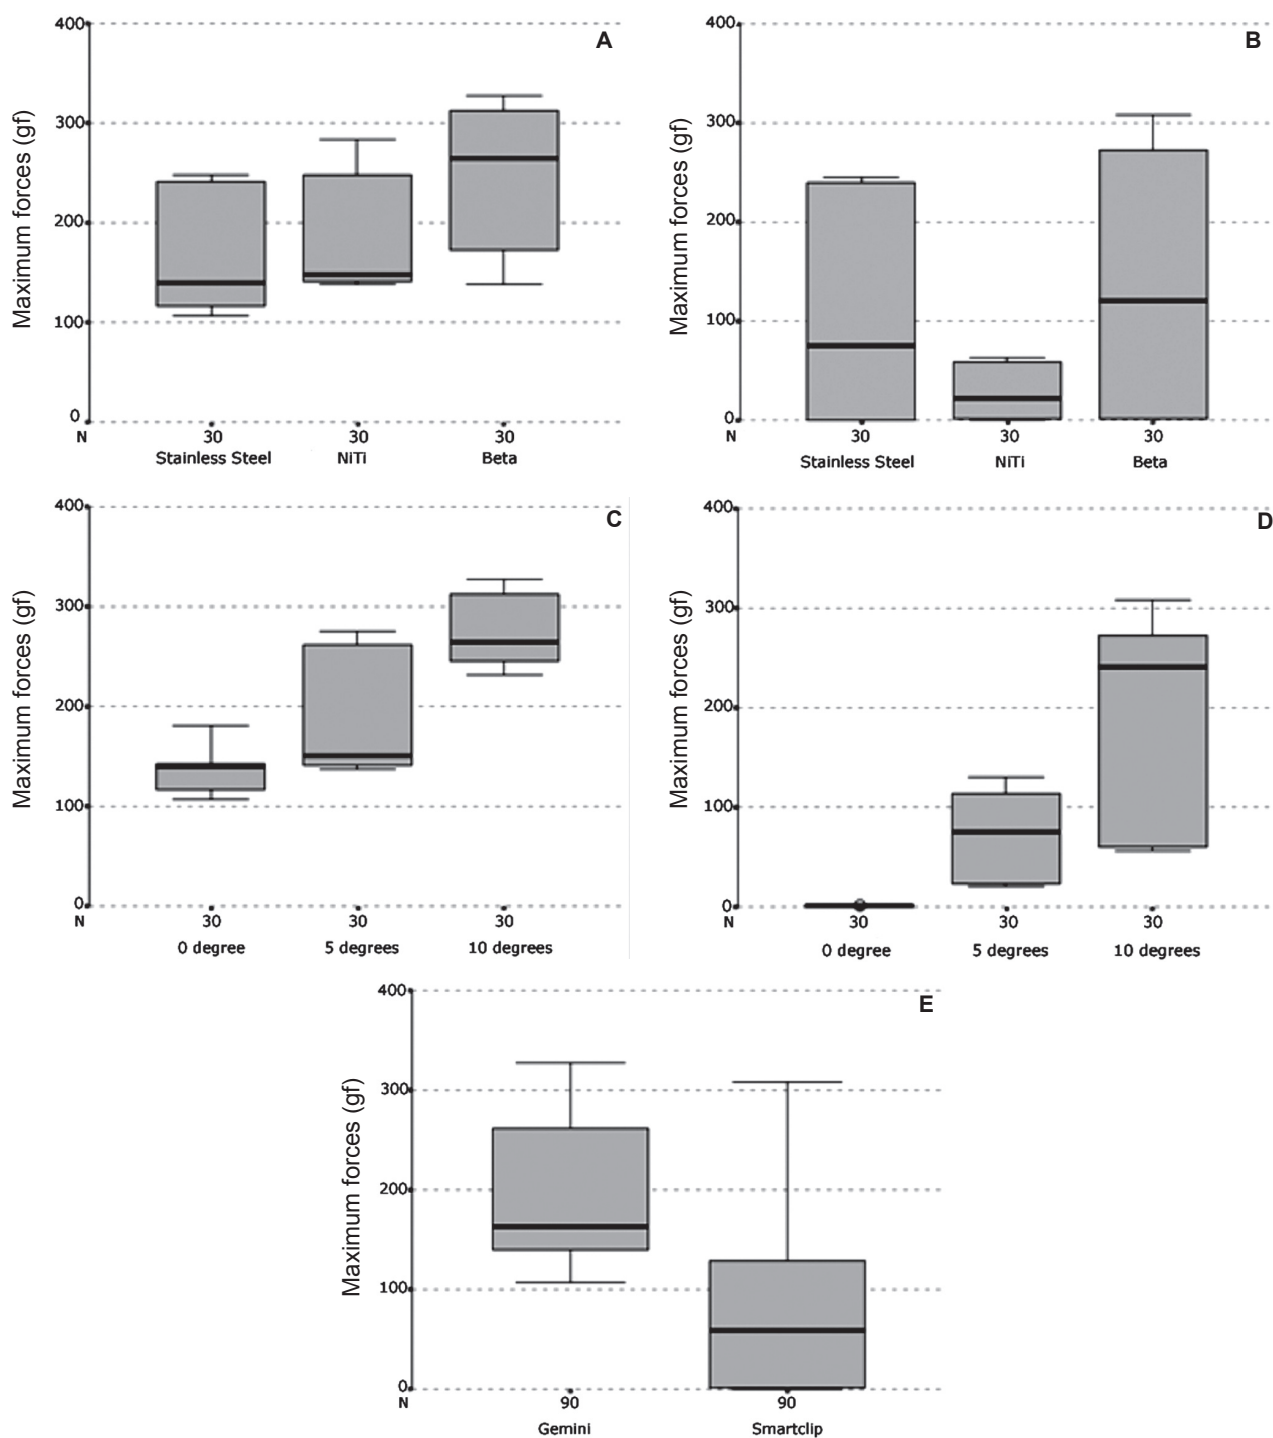 A
Maximum forces (gf)
400
300
200
100
0
N 30 30 30
Stainless Steel NiTi Beta
B
Maximum forces (gf)
400
300
200
100
0
N 30 30 30
Stainless Steel NiTi Beta
C
Maximum forces (gf)
400
300
200
100
0
N 30 30 30
0 degree 5 degrees 10 degrees
D
Maximum forces (gf)
400
300
200
100
0
N 30 30 30
0 degree 5 degrees 10 degrees
E
Maximum forces (gf)
400
300
200
100
0
N 90 90
Gemini Smartclip